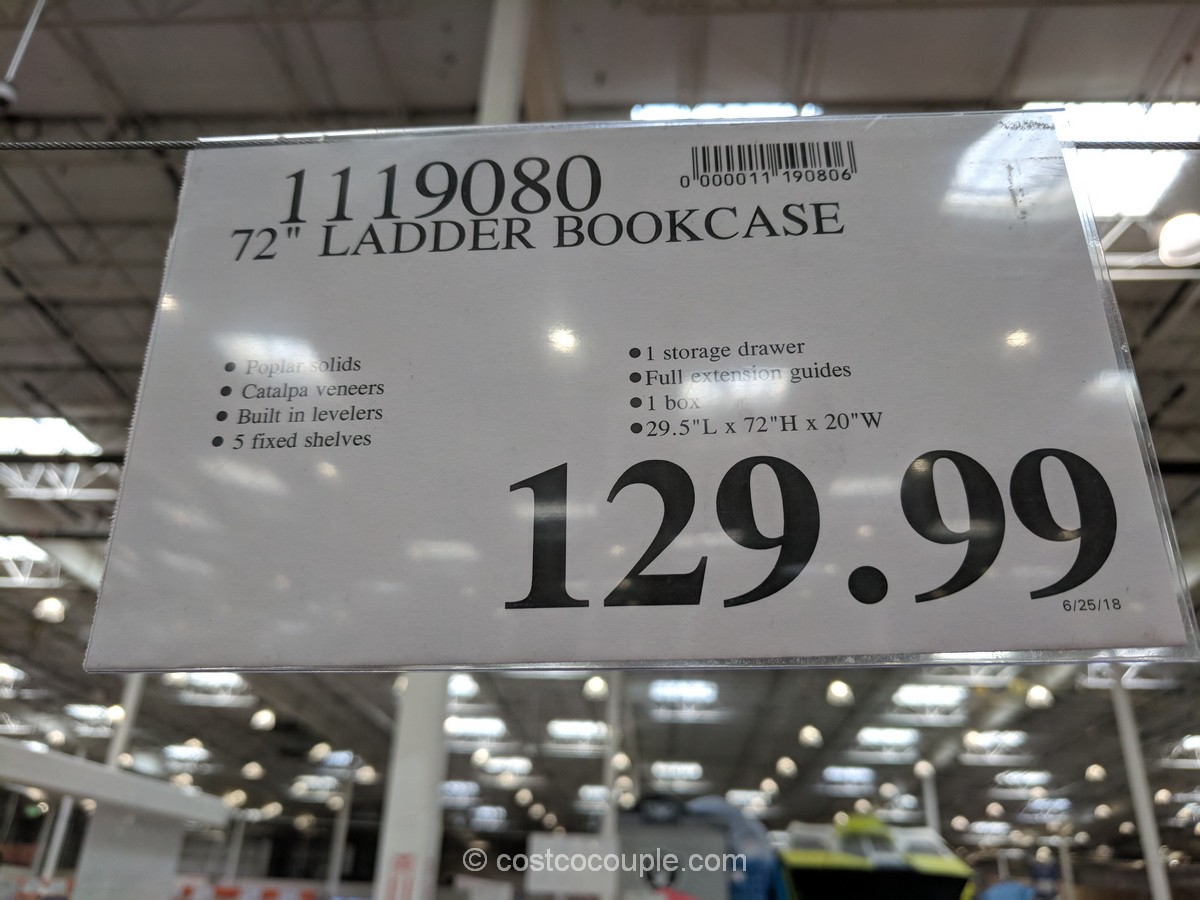 1119080
0 000011 190806
72" LADDER BOOKCASE
● Poplar solids
● Catalpa veneers
● Built in levelers
● 5 fixed shelves
● 1 storage drawer
● Full extension guides
● 1 box
● 29.5"L x 72"H x 20"W
129.99
6/25/18
© costcocouple.com